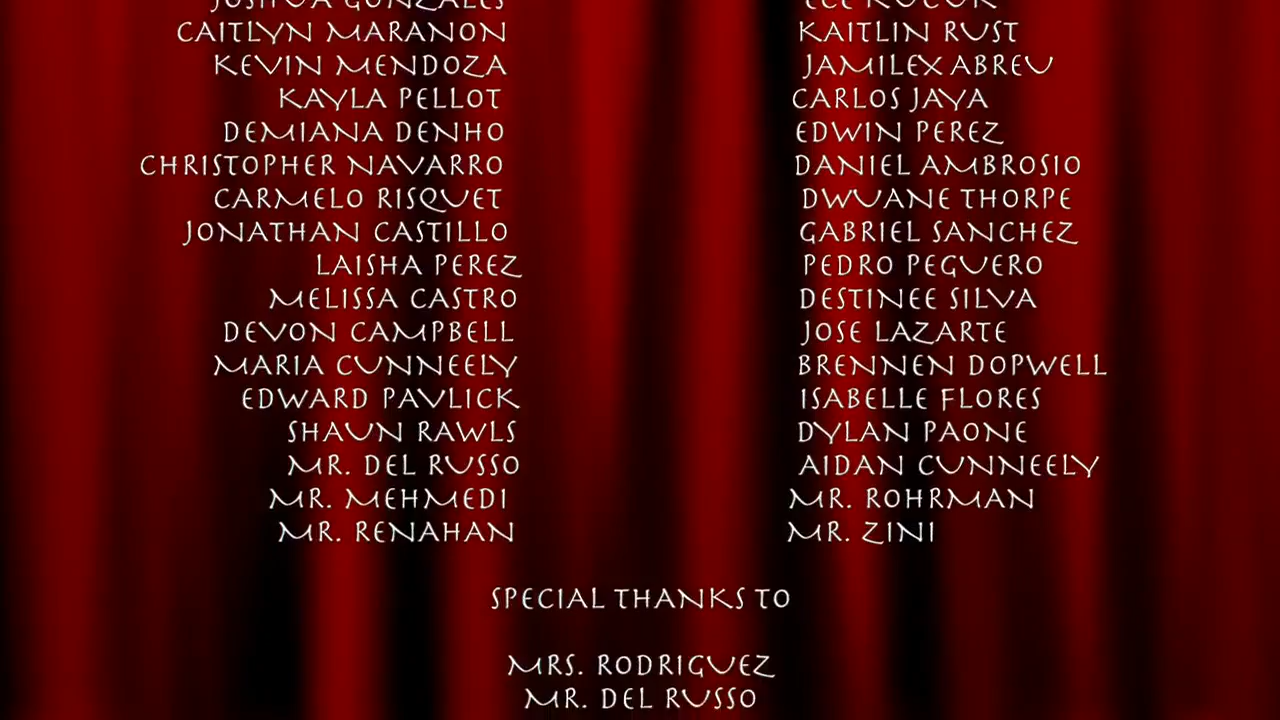 JOSHUA GONZALES
CAITLYN MARANON KAITLIN RUST
KEVIN MENDOZA JAMILEX ABREU
KAYLA PELLOT CARLOS JAYA
DEMIANA DENHO EDWIN PEREZ
CHRISTOPHER NAVARRO DANIEL AMBROSIO
CARMELO RISQUET DWUANE THORPE
JONATHAN CASTILLO GABRIEL SANCHEZ
LAISHA PEREZ PEDRO PEGUERO
MELISSA CASTRO DESTINEE SILVA
DEVON CAMPBELL JOSE LAZARTE
MARIA CUNNEELY BRENNEN DOPWELL
EDWARD PAVLICK ISABELLE FLORES
SHAUN RAWLS DYLAN PAONE
MR. DEL RUSSO AIDAN CUNNEELY
MR. MEHMEDI MR. ROHRMAN
MR. RENAHAN MR. ZINI
SPECIAL THANKS TO
MRS. RODRIGUEZ
MR. DEL RUSSO